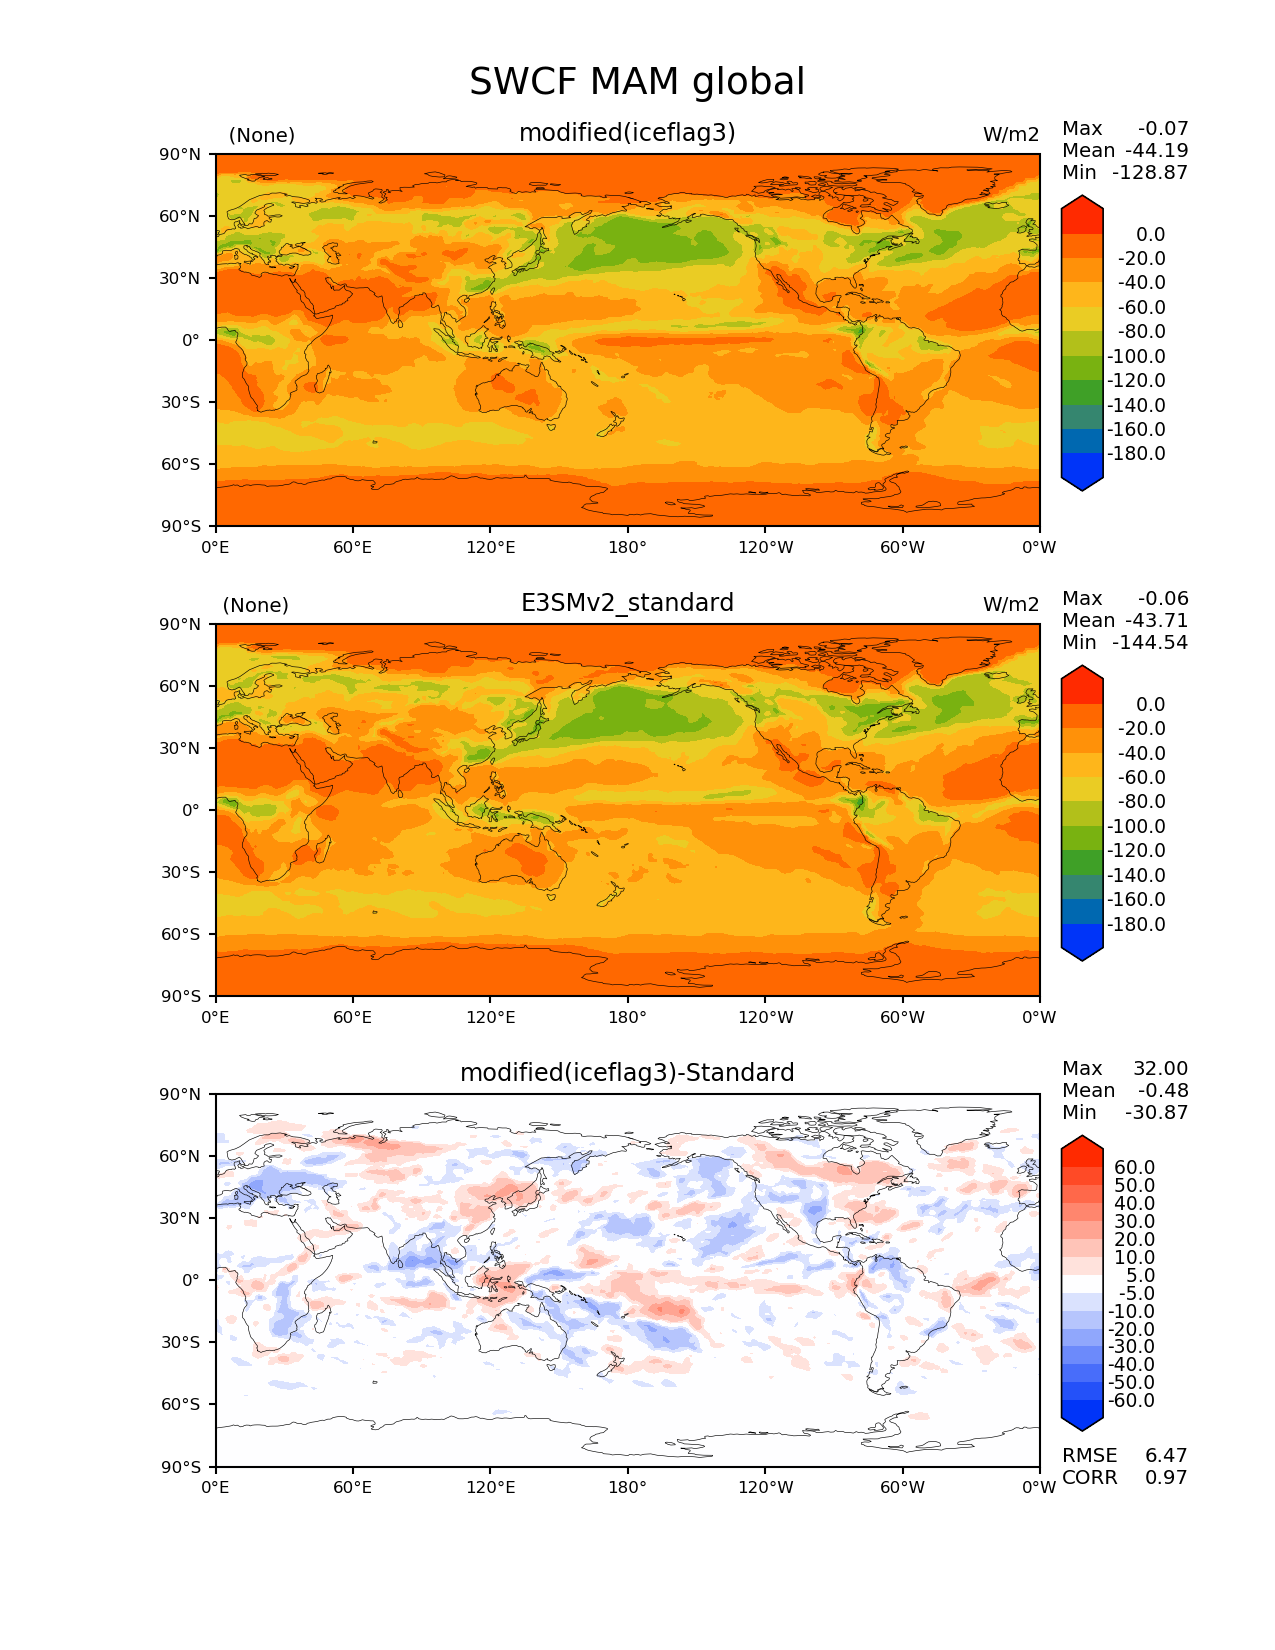 SWCF MAM global
(None) modified(iceflag3) W/m2
Max -0.07
Mean -44.19
Min -128.87
90°N
60°N
30°N
0°
30°S
60°S
90°S
0°E 60°E 120°E 180° 120°W 60°W 0°W
0.0
-20.0
-40.0
-60.0
-80.0
-100.0
-120.0
-140.0
-160.0
-180.0
(None) E3SMv2_standard W/m2
Max -0.06
Mean -43.71
Min -144.54
90°N
60°N
30°N
0°
30°S
60°S
90°S
0°E 60°E 120°E 180° 120°W 60°W 0°W
0.0
-20.0
-40.0
-60.0
-80.0
-100.0
-120.0
-140.0
-160.0
-180.0
modified(iceflag3)-Standard
Max 32.00
Mean -0.48
Min -30.87
90°N
60°N
30°N
0°
30°S
60°S
90°S
0°E 60°E 120°E 180° 120°W 60°W 0°W
60.0
50.0
40.0
30.0
20.0
10.0
5.0
-5.0
-10.0
-20.0
-30.0
-40.0
-50.0
-60.0
RMSE 6.47
CORR 0.97